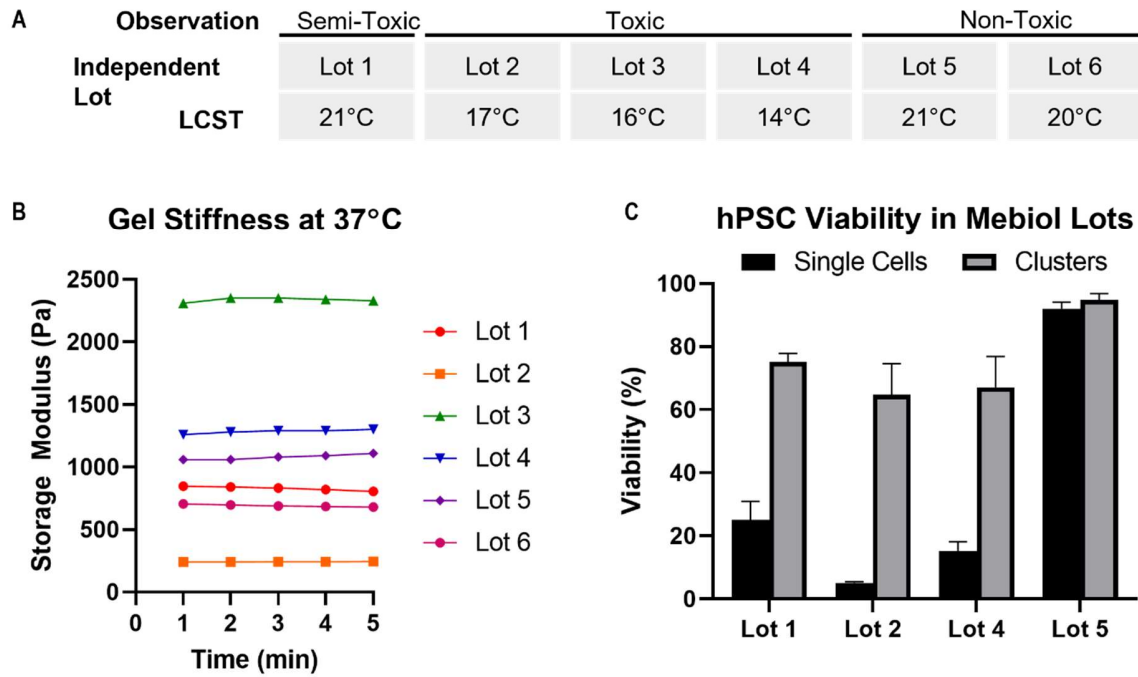 A
Observation Semi-Toxic Toxic Non-Toxic
Independent Lot Lot 1 Lot 2 Lot 3 Lot 4 Lot 5 Lot 6
LCST 21°C 17°C 16°C 14°C 21°C 20°C
B
Gel Stiffness at 37°C
Storage Modulus (Pa)
2500
2000
1500
1000
500
0
0 1 2 3 4 5
Time (min)
Lot 1
Lot 2
Lot 3
Lot 4
Lot 5
Lot 6
C
hPSC Viability in Mebiol Lots
Single Cells Clusters
Viability (%)
100
80
60
40
20
0
Lot 1 Lot 2 Lot 4 Lot 5